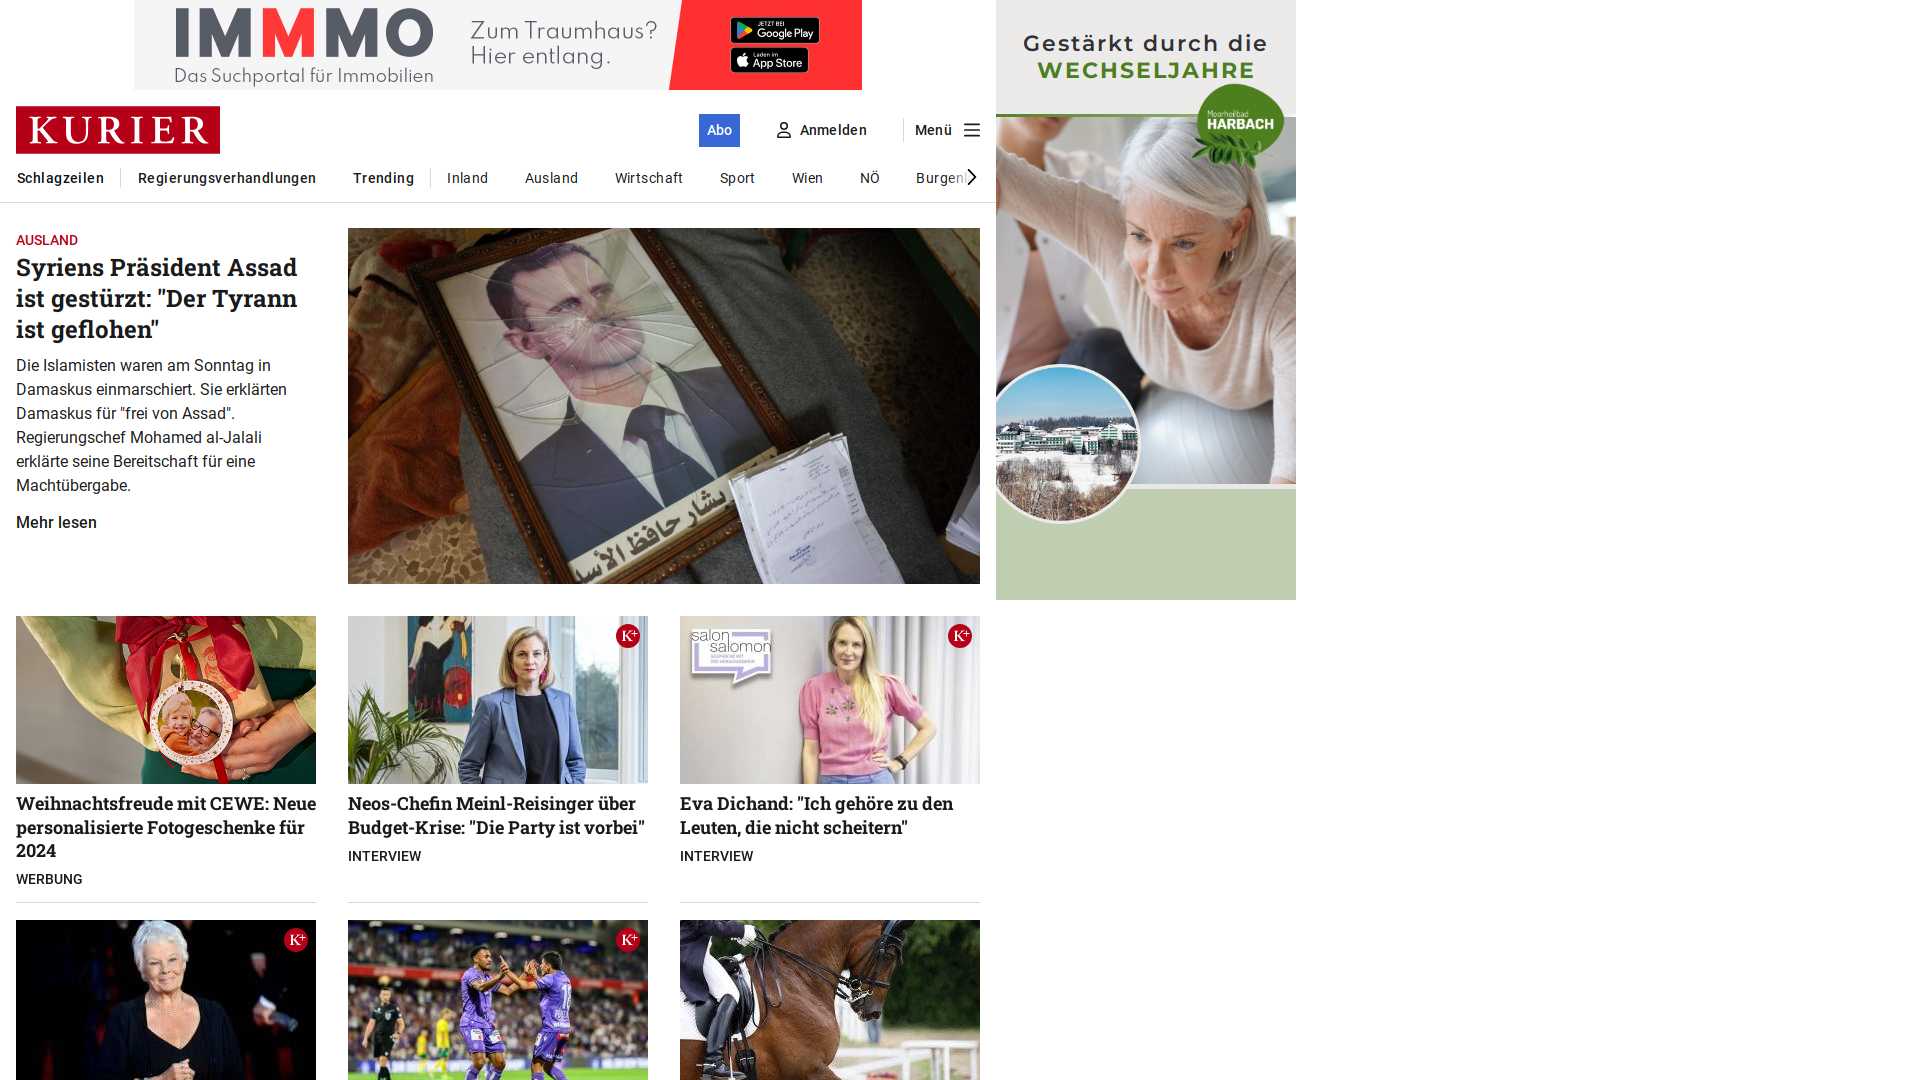 IMMMO
Das Suchportal für Immobilien
Zum Traumhaus?
Hier entlang.
JETZT BEI
Google Play
Laden im
App Store
Gestärkt durch die
WECHSELJAHRE
Moorheilbad
HARBACH
KURIER
Abo
Anmelden
Menü
Schlagzeilen
Regierungsverhandlungen
Trending
Inland
Ausland
Wirtschaft
Sport
Wien
NÖ
AUSLAND
Syriens Präsident Assad
ist gestürzt: "Der Tyrann
ist geflohen"
Die Islamisten waren am Sonntag in
Damaskus einmarschiert. Sie erklärten
Damaskus für "frei von Assad".
Regierungschef Mohamed al-Jalali
erklärte seine Bereitschaft für eine
Machtübergabe.
Mehr lesen
بشار حافظ الأسد
K+
salon
salomon
K+
Weihnachtsfreude mit CEWE: Neue
personalisierte Fotogeschenke für
2024
WERBUNG
Neos-Chefin Meinl-Reisinger über
Budget-Krise: "Die Party ist vorbei"
INTERVIEW
Eva Dichand: "Ich gehöre zu den
Leuten, die nicht scheitern"
INTERVIEW
K+
K+